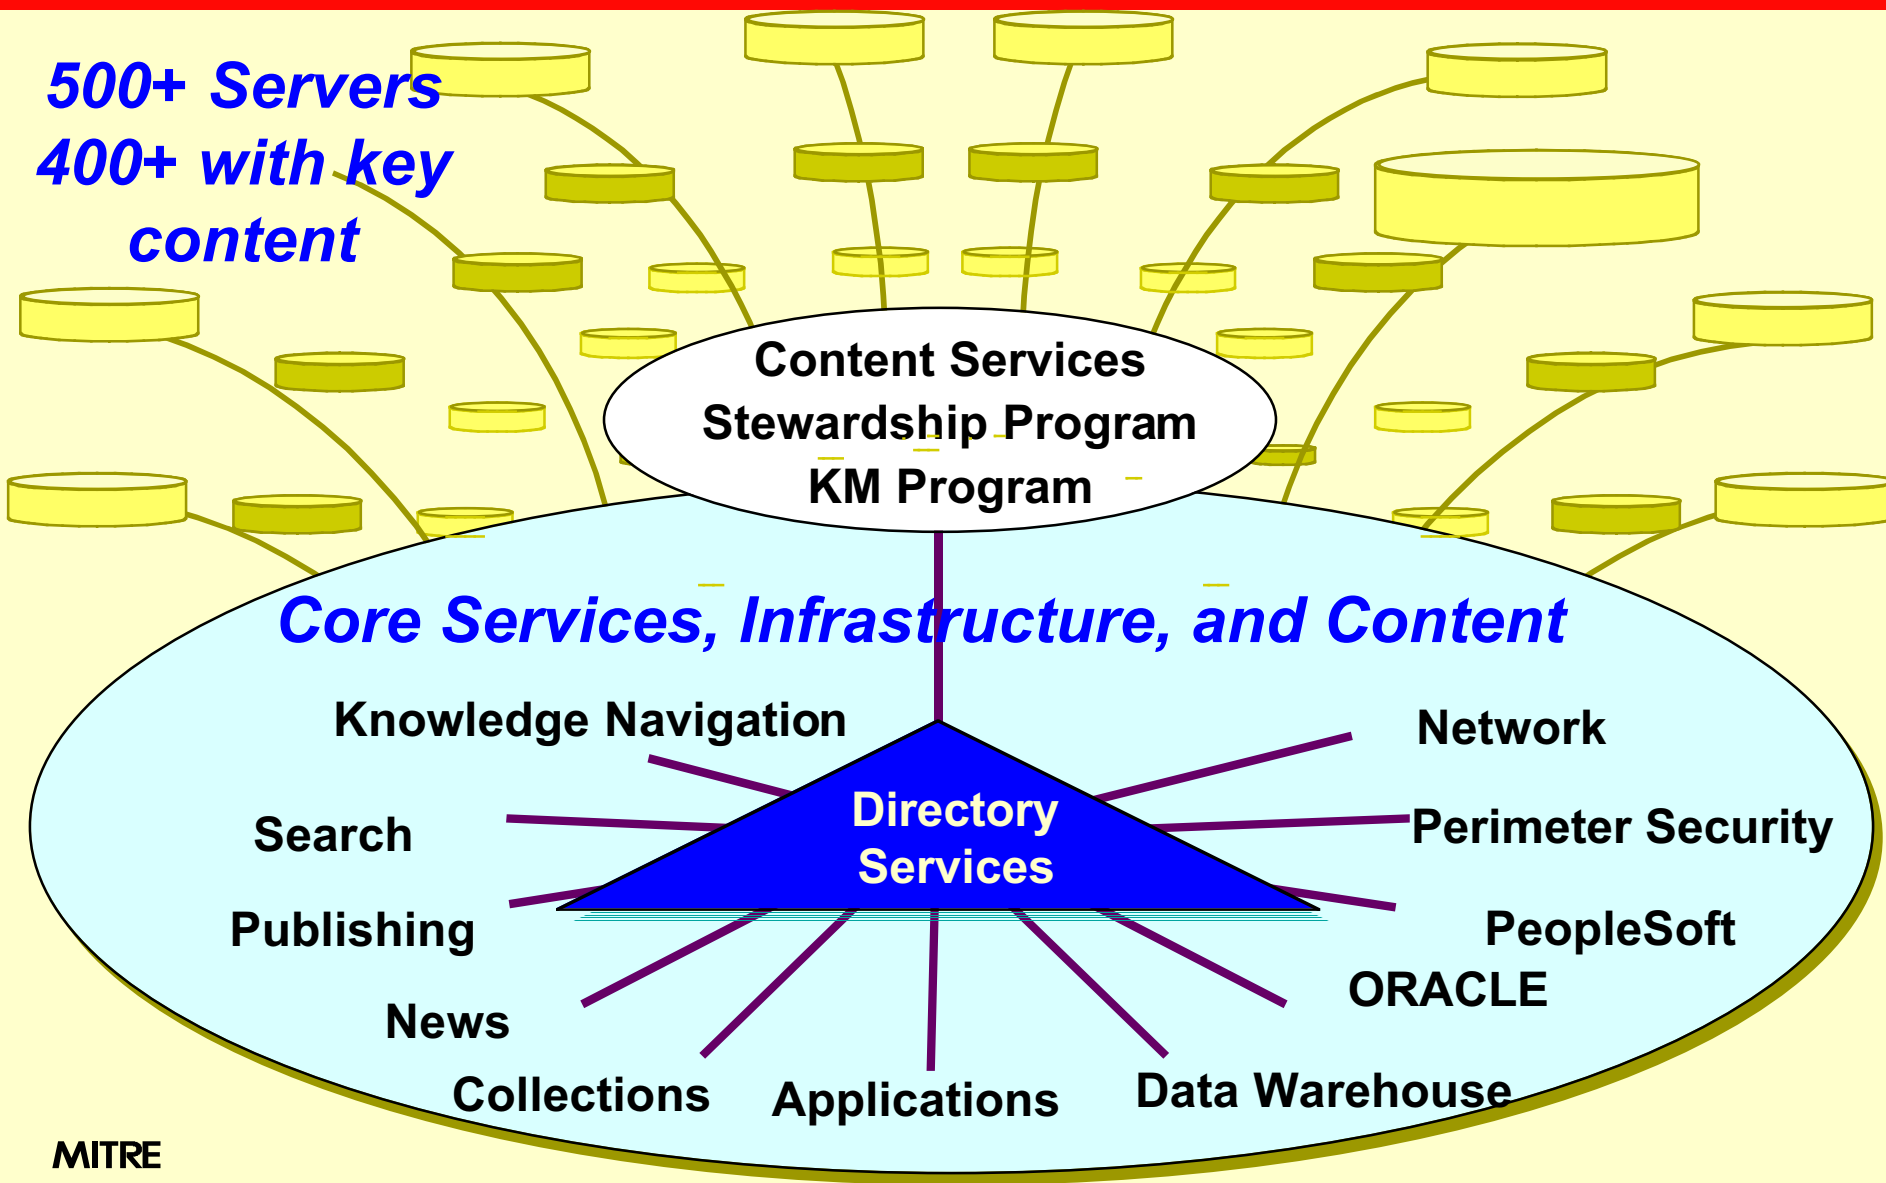 500+ Servers
400+ with key
content
Content Services
Stewardship Program
KM Program
Core Services, Infrastructure, and Content
Knowledge Navigation
Network
Directory
Services
Search
Perimeter Security
Publishing
PeopleSoft
ORACLE
News
Collections
Applications
Data Warehouse
MITRE